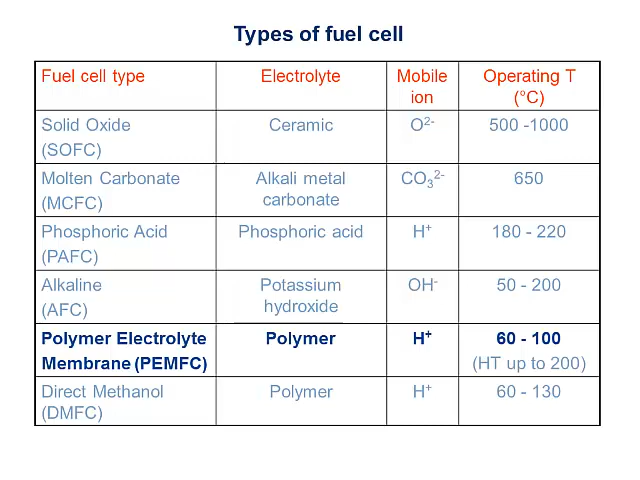 Types of fuel cell
Fuel cell type Electrolyte Mobile ion Operating T (°C)
Solid Oxide (SOFC) Ceramic O²⁻ 500 -1000
Molten Carbonate (MCFC) Alkali metal carbonate CO₃²⁻ 650
Phosphoric Acid (PAFC) Phosphoric acid H⁺ 180 - 220
Alkaline (AFC) Potassium hydroxide OH⁻ 50 - 200
Polymer Electrolyte Membrane (PEMFC) Polymer H⁺ 60 - 100 (HT up to 200)
Direct Methanol (DMFC) Polymer H⁺ 60 - 130